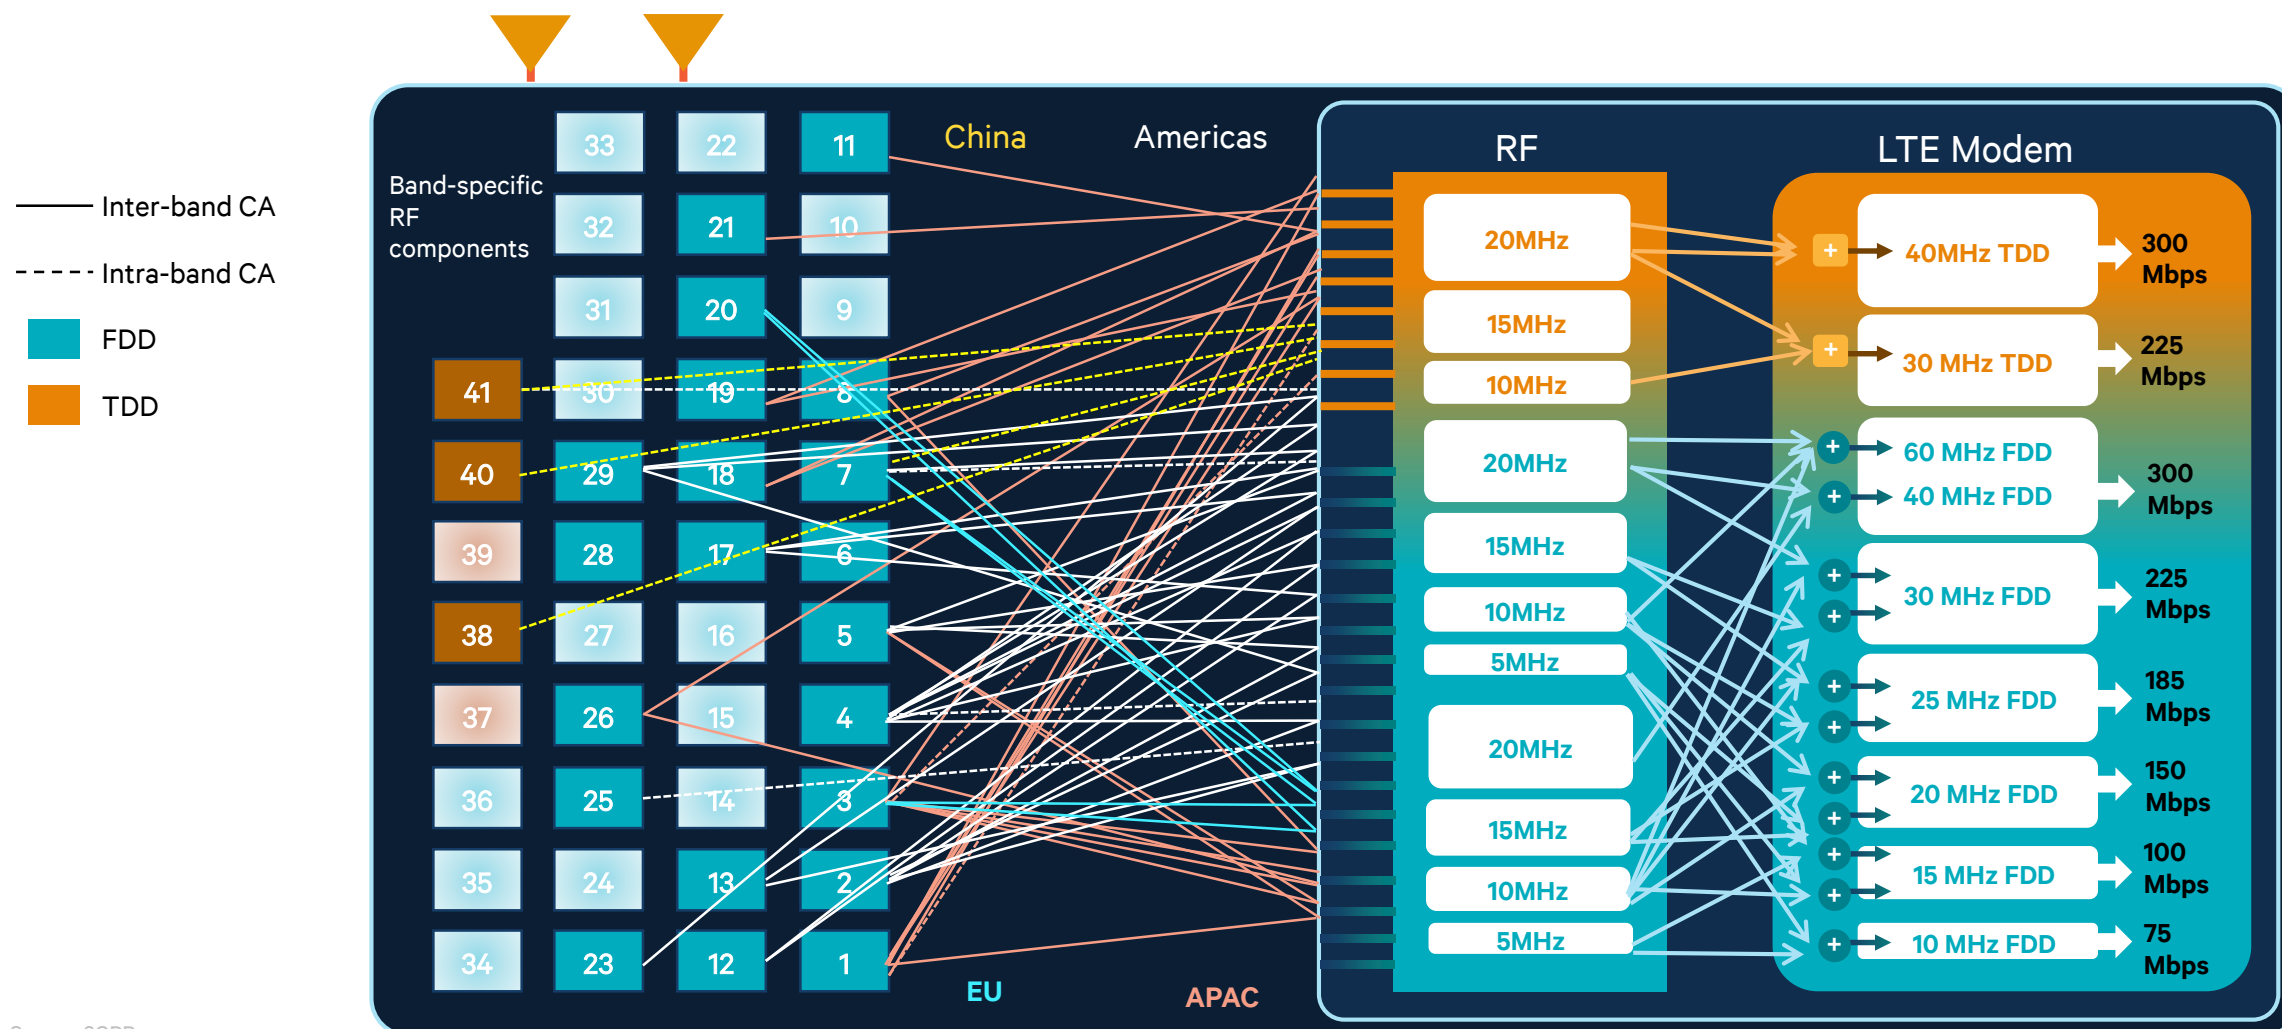 Inter-band CA
Intra-band CA
FDD
TDD
Band-specific
RF
components
China
Americas
EU
APAC
33 22 11
32 21 10
31 20 9
41 30 19 8
40 29 18 7
39 28 17 6
38 27 16 5
37 26 15 4
36 25 14 3
35 24 13 2
34 23 12 1
RF
20MHz
15MHz
10MHz
20MHz
15MHz
10MHz
5MHz
20MHz
15MHz
10MHz
5MHz
LTE Modem
+
+
+
+
+
+
+
+
+
+
+
+
+
40MHz TDD
30 MHz TDD
60 MHz FDD
40 MHz FDD
30 MHz FDD
25 MHz FDD
20 MHz FDD
15 MHz FDD
10 MHz FDD
300
Mbps
225
Mbps
300
Mbps
225
Mbps
185
Mbps
150
Mbps
100
Mbps
75
Mbps